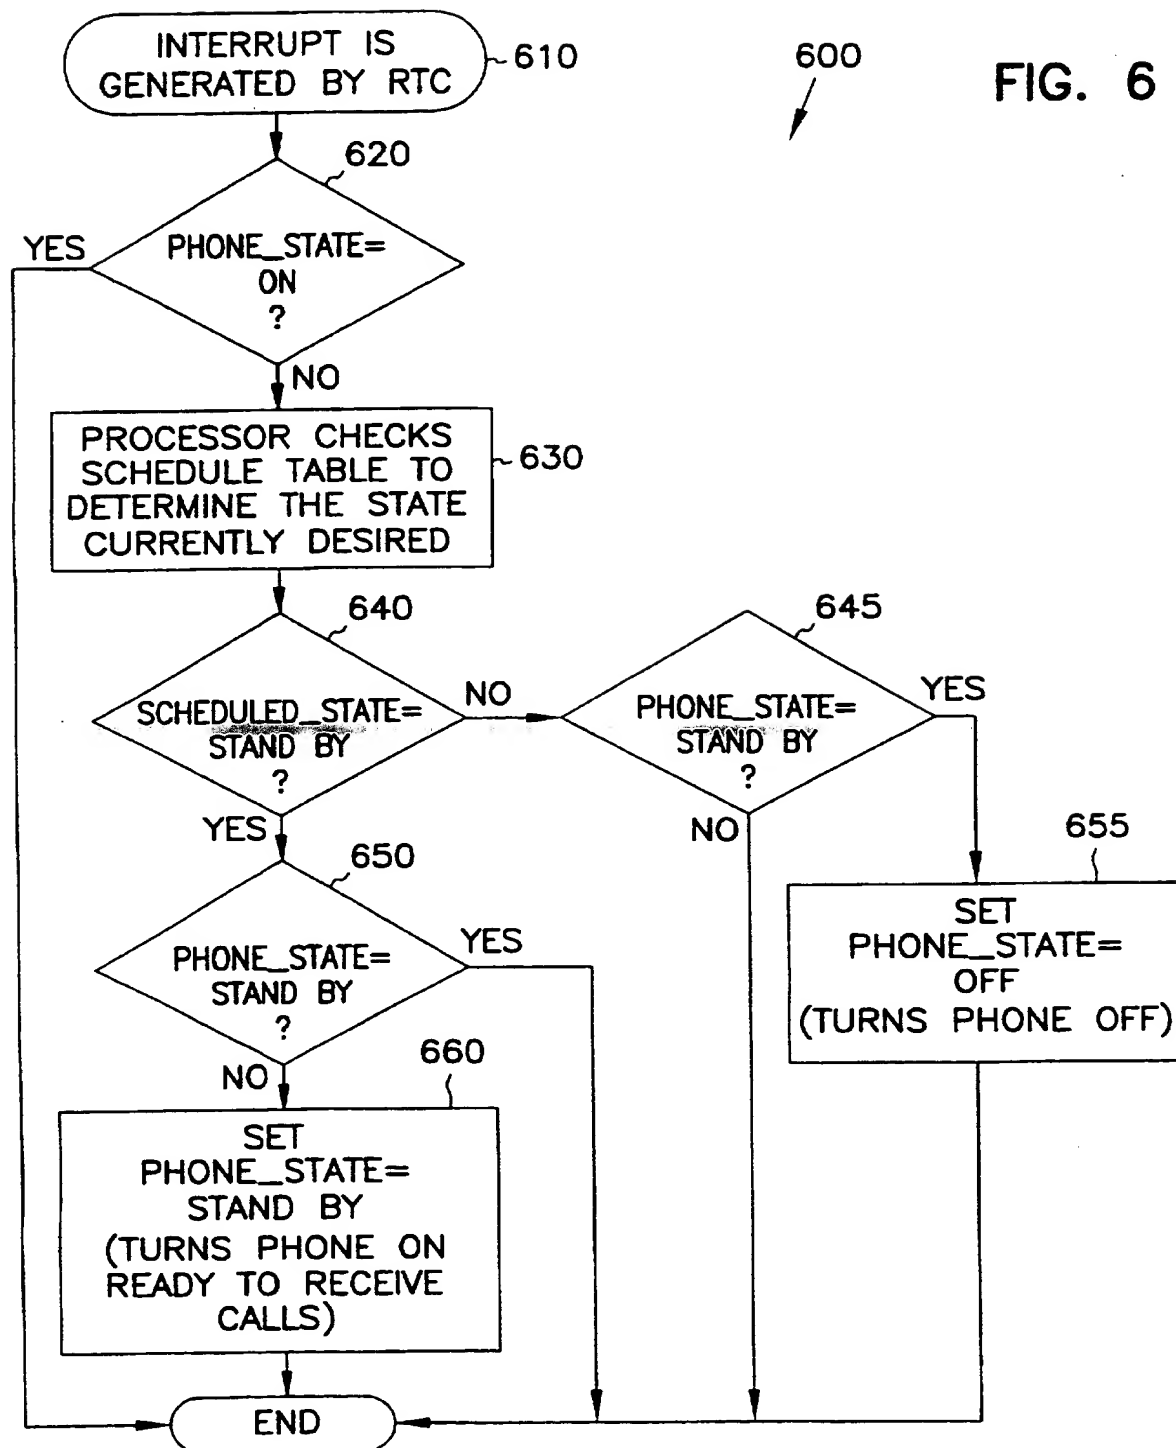 INTERRUPT IS
GENERATED BY RTC
610
600
FIG. 6
620
YES
PHONE_STATE=
ON
?
NO
PROCESSOR CHECKS
SCHEDULE TABLE TO
DETERMINE THE STATE
CURRENTLY DESIRED
630
640
SCHEDULED_STATE=
STAND BY
?
NO
645
PHONE_STATE=
STAND BY
?
YES
NO
YES
650
PHONE_STATE=
STAND BY
?
YES
655
SET
PHONE_STATE=
OFF
(TURNS PHONE OFF)
NO
660
SET
PHONE_STATE=
STAND BY
(TURNS PHONE ON
READY TO RECEIVE
CALLS)
END